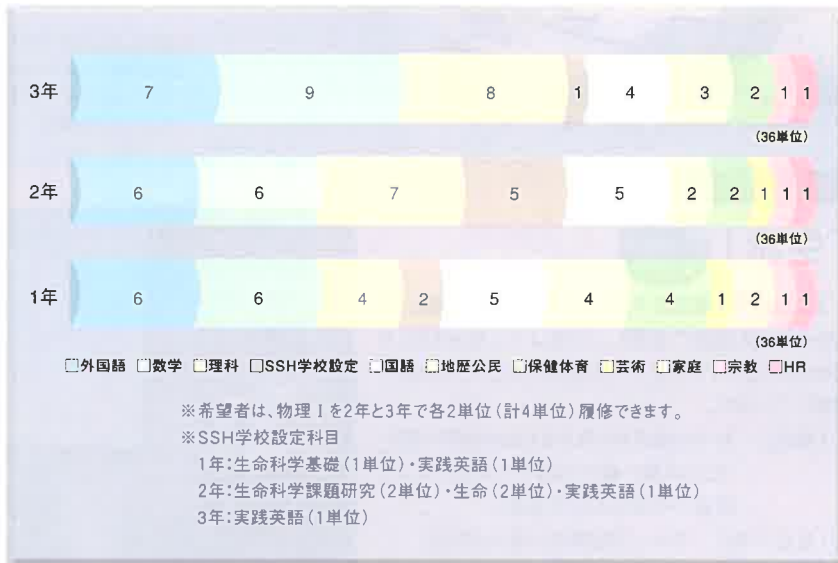 3年 7 9 8 1 4 3 2 1 1
(36単位)
2年 6 6 7 5 5 2 2 1 1 1
(36単位)
1年 6 6 4 2 5 4 4 1 2 1 1
(36単位)
外国語 数学 理科 SSH学校設定 国語 地歴公民 保健体育 芸術 家庭 宗教 HR
※希望者は、物理Ⅰを2年と3年で各2単位(計4単位)履修できます。
※SSH学校設定科目
1年:生命科学基礎(1単位)・実践英語(1単位)
2年:生命科学課題研究(2単位)・生命(2単位)・実践英語(1単位)
3年:実践英語(1単位)